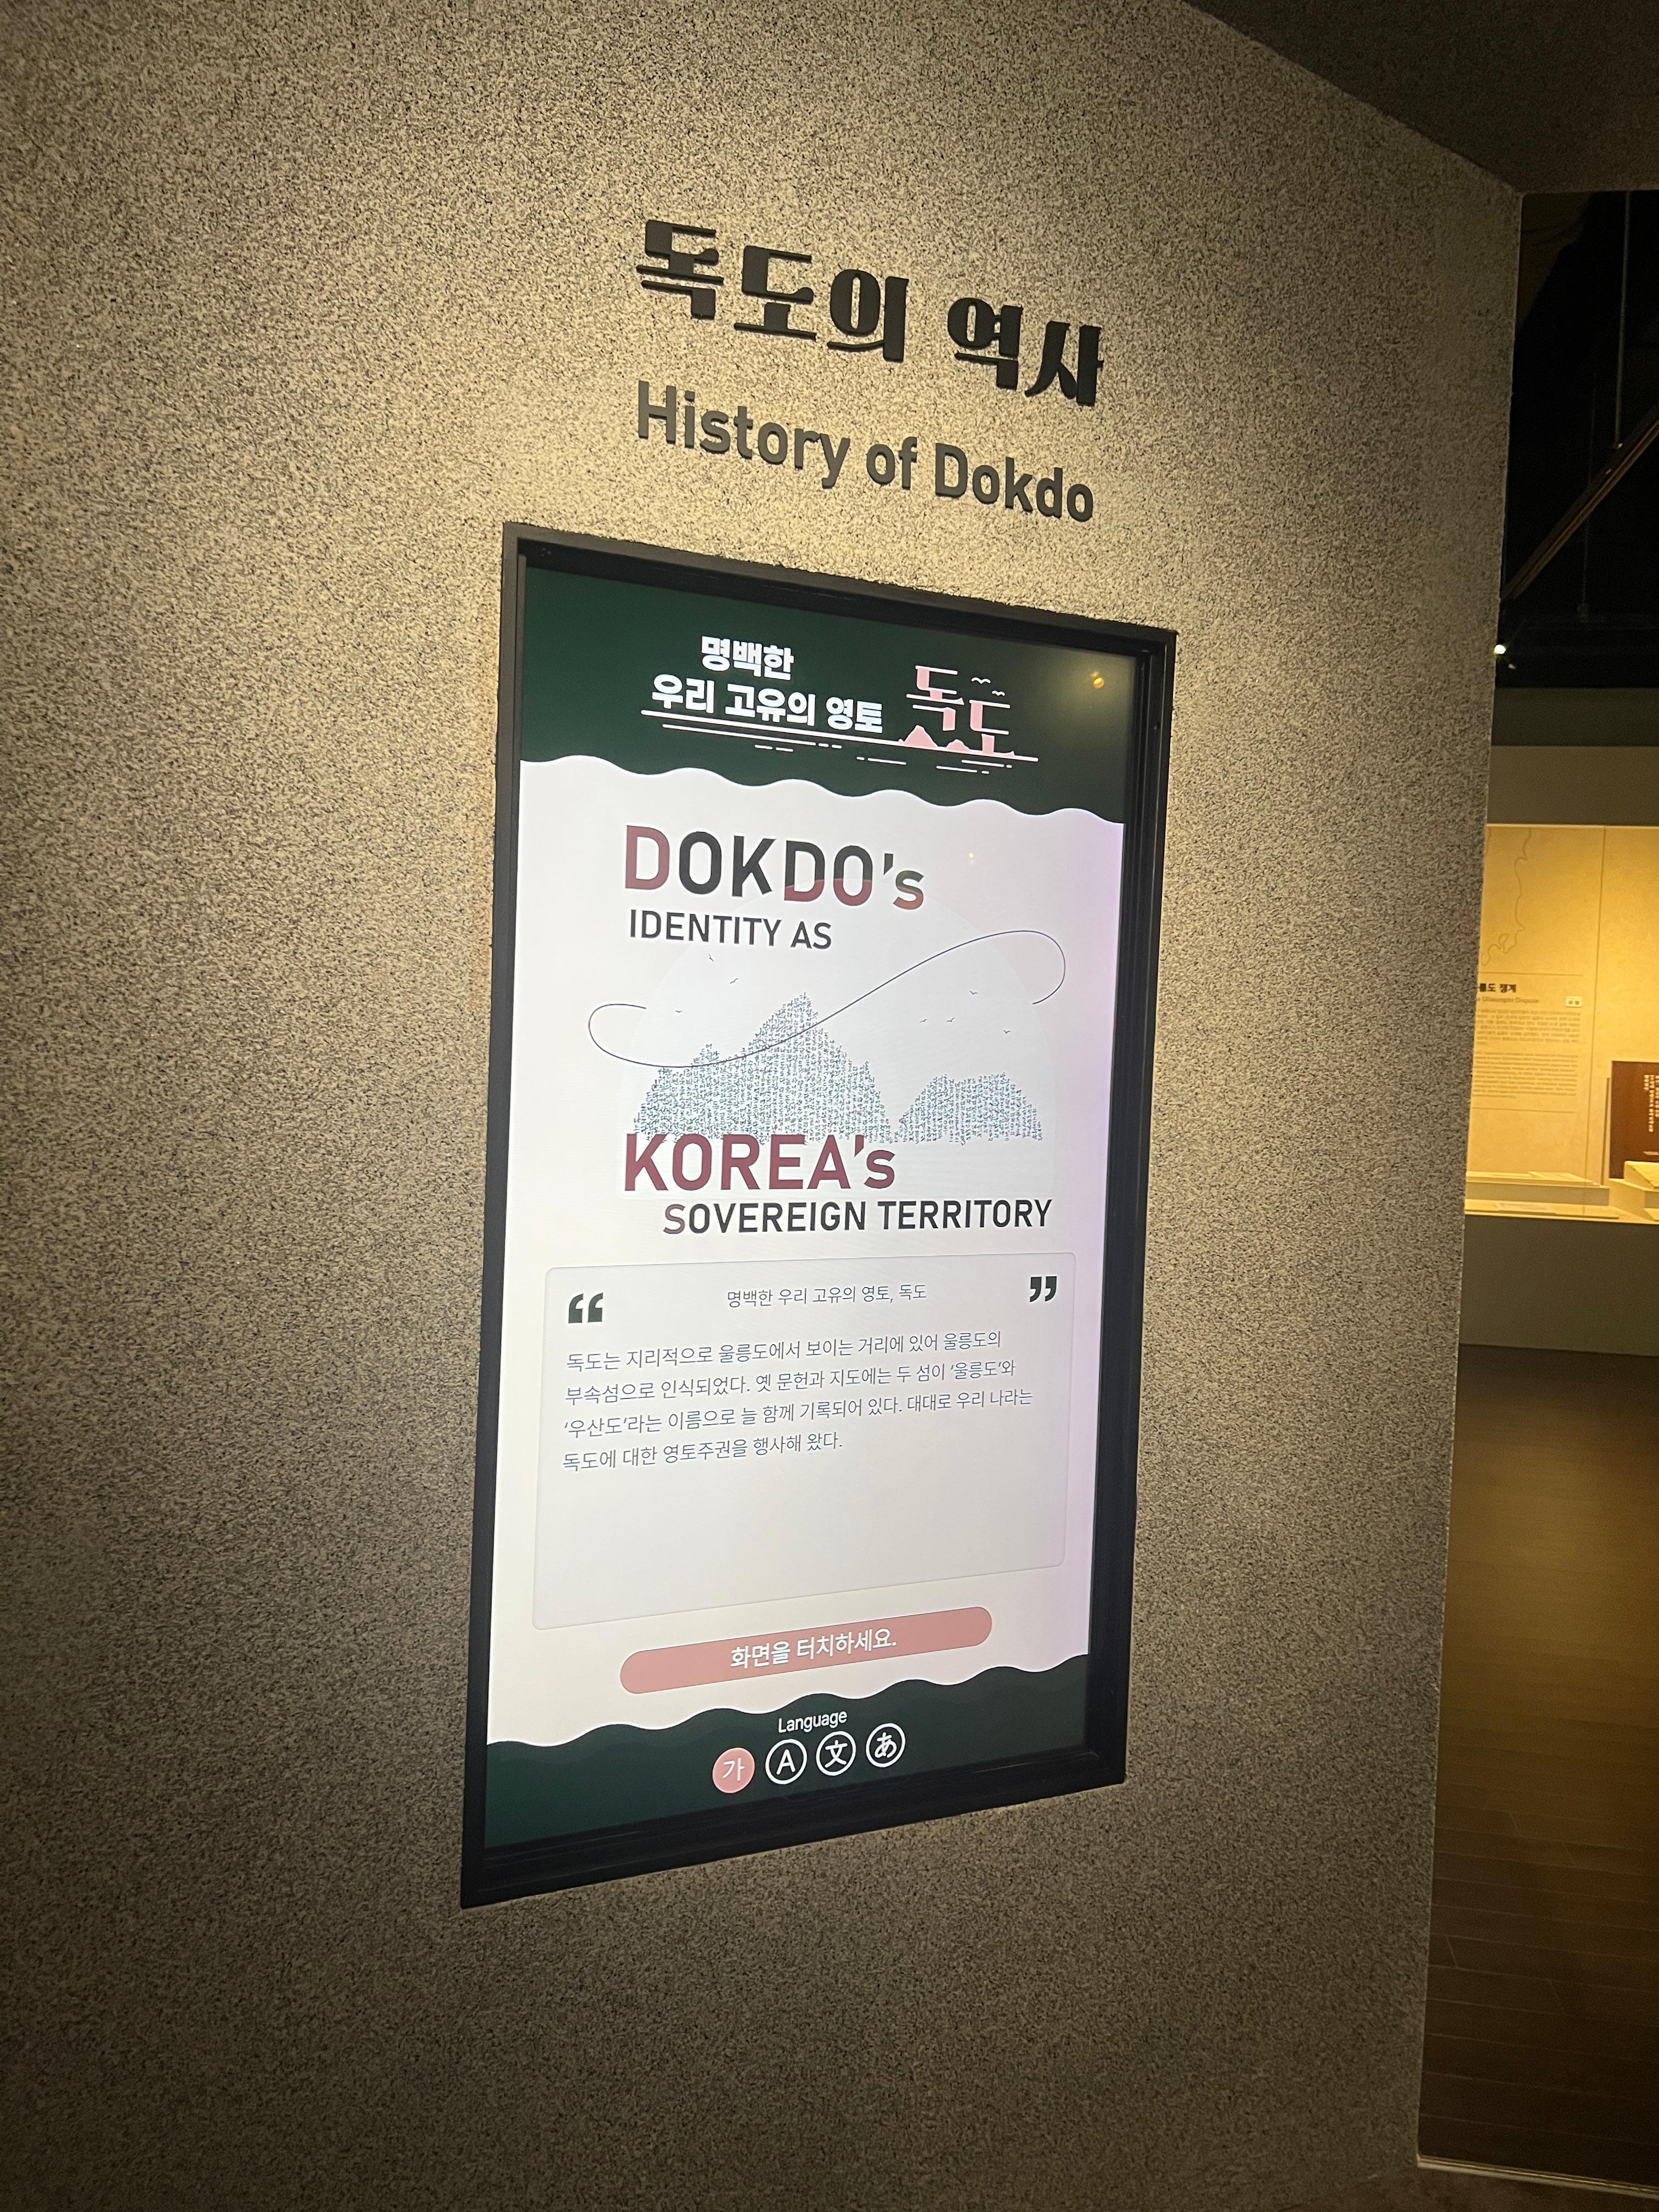 독도의 역사
History of Dokdo
명백한
우리 고유의 영토
독도
DOKDO's
IDENTITY AS
KOREA's
SOVEREIGN TERRITORY
“ 명백한 우리 고유의 영토, 독도 ”
독도는 지리적으로 울릉도에서 보이는 거리에 있어 울릉도의
부속섬으로 인식되었다. 옛 문헌과 지도에는 두 섬이 ‘울릉도’와
‘우산도’라는 이름으로 늘 함께 기록되어 있다. 대대로 우리 나라는
독도에 대한 영토주권을 행사해 왔다.
화면을 터치하세요.
Language
가 A 文 あ